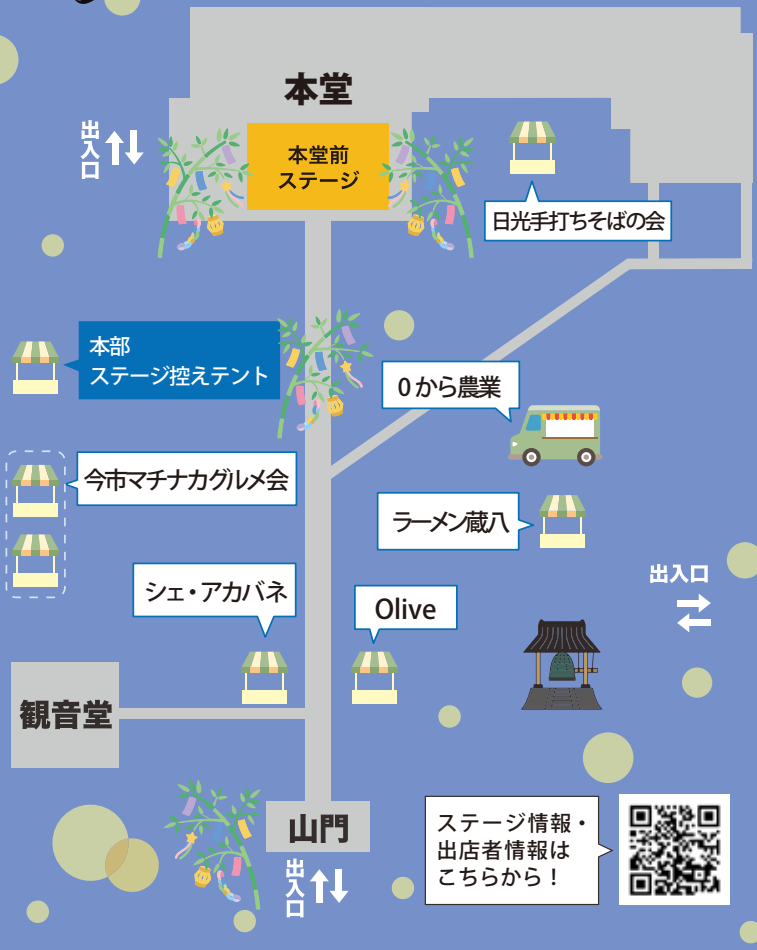 本堂
本堂前
ステージ
出入口
日光手打ちそばの会
本部
ステージ控えテント
0から農業
今市マチナカグルメ会
ラーメン蔵八
出入口
シェ・アカバネ
Olive
観音堂
山門
出入口
ステージ情報・
出店者情報は
こちらから！